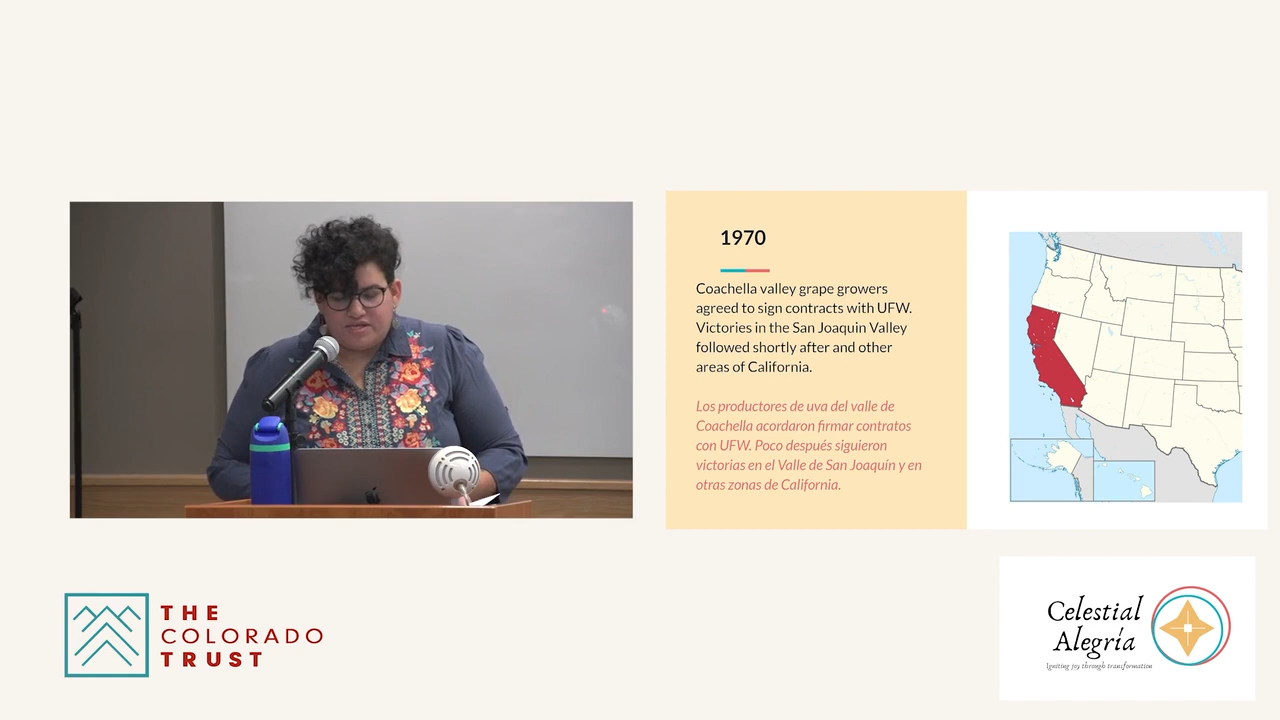 1970
Coachella valley grape growers
agreed to sign contracts with UFW.
Victories in the San Joaquin Valley
followed shortly after and other
areas of California.
Los productores de uva del valle de
Coachella acordaron firmar contratos
con UFW. Poco después siguieron
victorias en el Valle de San Joaquín y en
otras zonas de California.
THE
COLORADO
TRUST
Celestial
Alegría
Igniting joy through transformation